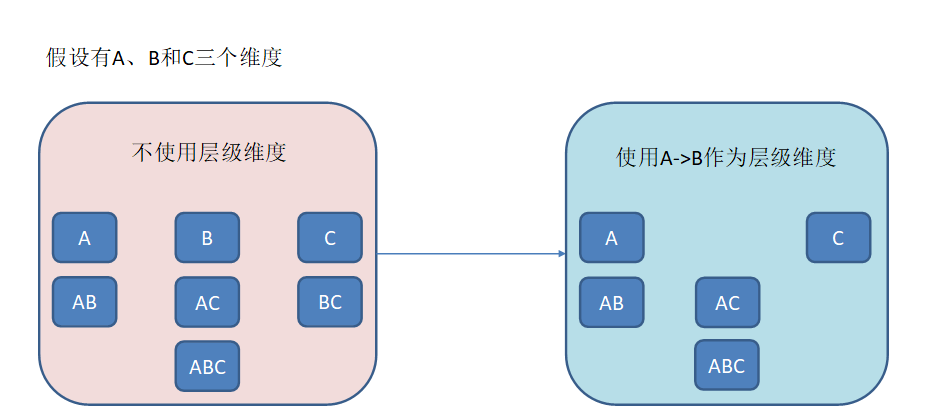 假设有A、B和C三个维度
不使用层级维度
A B C
AB AC BC
ABC
使用A->B作为层级维度
A C
AB AC
ABC